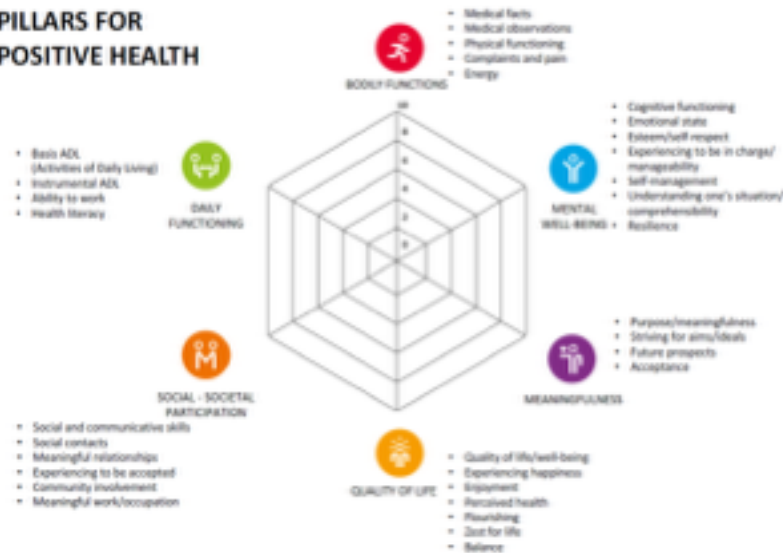 PILLARS FOR
POSITIVE HEALTH
BODILY FUNCTIONS
• Medical facts
• Medical observations
• Physical functioning
• Complaints and pain
• Energy
MENTAL
WELL-BEING
• Cognitive functioning
• Emotional state
• Esteem/self-respect
• Experiencing to be in charge/
manageability
• Self-management
• Understanding one's situation/
comprehensibility
• Resilience
MEANINGFULNESS
• Purpose/meaningfulness
• Striving for aims/ideals
• Future prospects
• Acceptance
QUALITY OF LIFE
• Quality of life/well-being
• Experiencing happiness
• Enjoyment
• Perceived health
• Flourishing
• Zest for life
• Balance
SOCIAL - SOCIETAL
PARTICIPATION
• Social and communicative skills
• Social contacts
• Meaningful relationships
• Experiencing to be accepted
• Community involvement
• Meaningful work/occupation
DAILY
FUNCTIONING
• Basis ADL
(Activities of Daily Living)
• Instrumental ADL
• Ability to work
• Health literacy
10
8
6
4
2
0